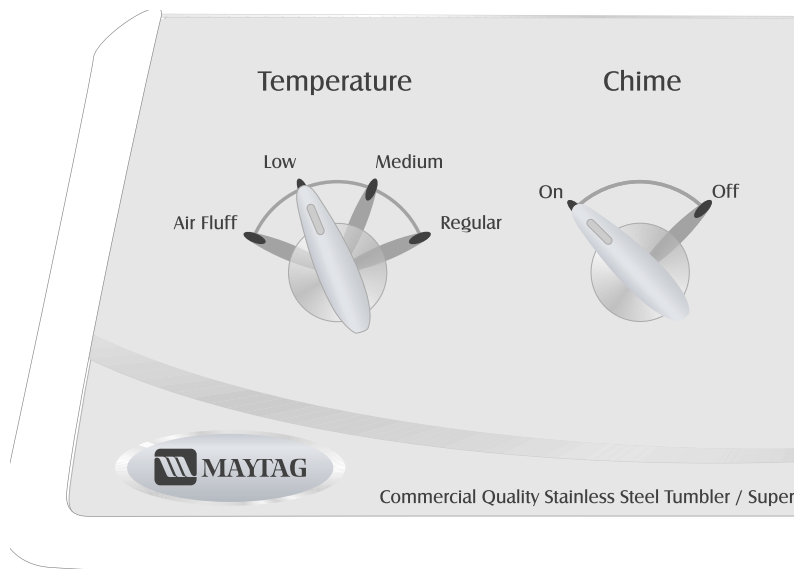 Temperature
Chime
Low
Medium
On
Off
Air Fluff
Regular
MAYTAG
Commercial Quality Stainless Steel Tumbler / Super